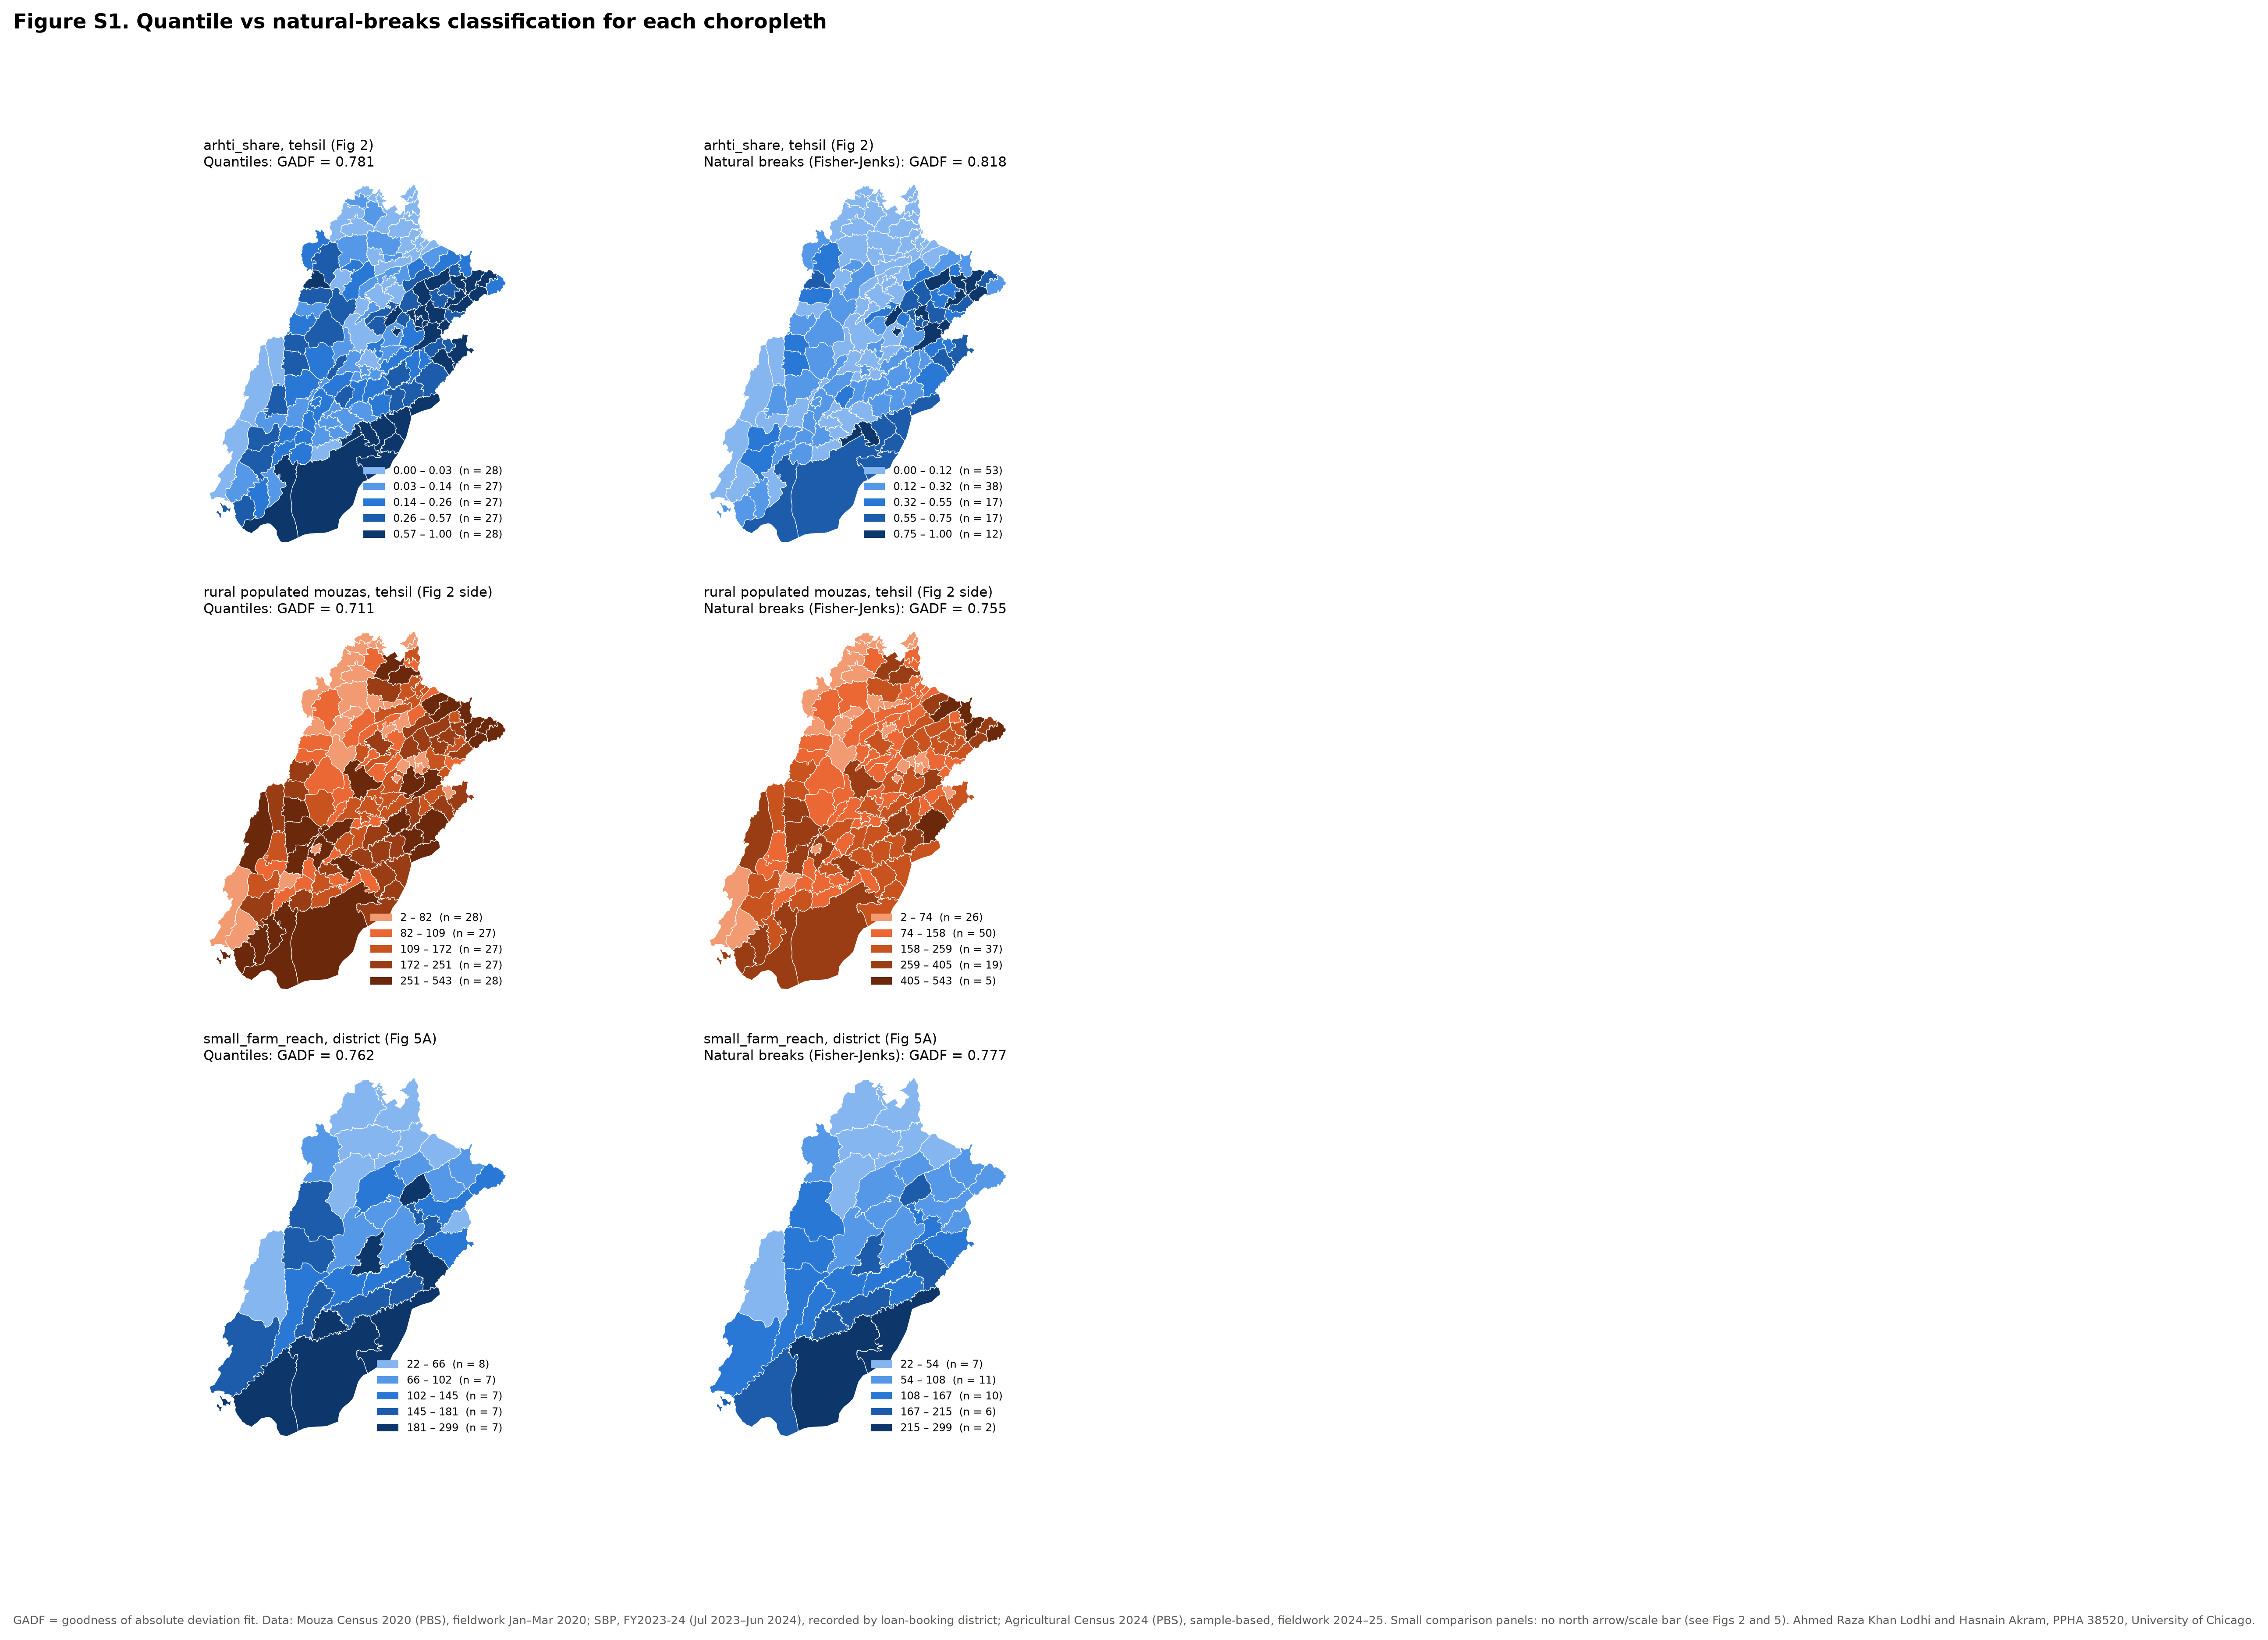 Figure S1. Quantile vs natural-breaks classification for each choropleth
arhti_share, tehsil (Fig 2)
Quantiles: GADF = 0.781
0.00 – 0.03 (n = 28)
0.03 – 0.14 (n = 27)
0.14 – 0.26 (n = 27)
0.26 – 0.57 (n = 27)
0.57 – 1.00 (n = 28)
arhti_share, tehsil (Fig 2)
Natural breaks (Fisher-Jenks): GADF = 0.818
0.00 – 0.12 (n = 53)
0.12 – 0.32 (n = 38)
0.32 – 0.55 (n = 17)
0.55 – 0.75 (n = 17)
0.75 – 1.00 (n = 12)
rural populated mouzas, tehsil (Fig 2 side)
Quantiles: GADF = 0.711
2 – 82 (n = 28)
82 – 109 (n = 27)
109 – 172 (n = 27)
172 – 251 (n = 27)
251 – 543 (n = 28)
rural populated mouzas, tehsil (Fig 2 side)
Natural breaks (Fisher-Jenks): GADF = 0.755
2 – 74 (n = 26)
74 – 158 (n = 50)
158 – 259 (n = 37)
259 – 405 (n = 19)
405 – 543 (n = 5)
small_farm_reach, district (Fig 5A)
Quantiles: GADF = 0.762
22 – 66 (n = 8)
66 – 102 (n = 7)
102 – 145 (n = 7)
145 – 181 (n = 7)
181 – 299 (n = 7)
small_farm_reach, district (Fig 5A)
Natural breaks (Fisher-Jenks): GADF = 0.777
22 – 54 (n = 7)
54 – 108 (n = 11)
108 – 167 (n = 10)
167 – 215 (n = 6)
215 – 299 (n = 2)
GADF = goodness of absolute deviation fit. Data: Mouza Census 2020 (PBS), fieldwork Jan–Mar 2020; SBP, FY2023-24 (Jul 2023–Jun 2024), recorded by loan-booking district; Agricultural Census 2024 (PBS), sample-based, fieldwork 2024–25. Small comparison panels: no north arrow/scale bar (see Figs 2 and 5). Ahmed Raza Khan Lodhi and Hasnain Akram, PPHA 38520, University of Chicago.